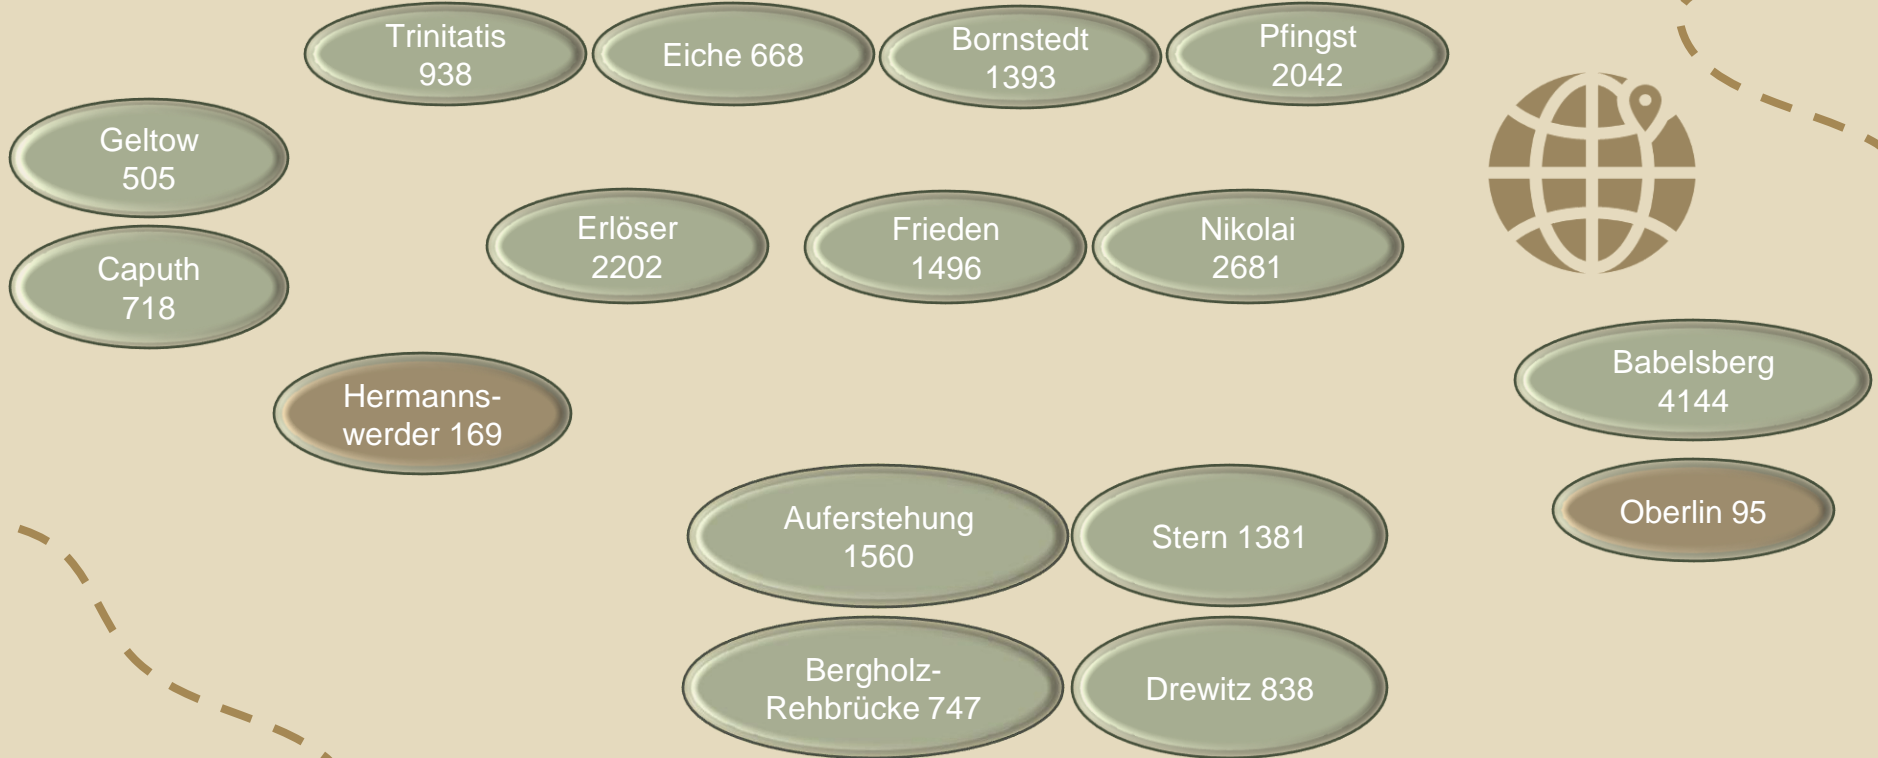 Trinitatis
938
Eiche 668
Bornstedt
1393
Pfingst
2042
Geltow
505
Caputh
718
Erlöser
2202
Frieden
1496
Nikolai
2681
Hermanns-
werder 169
Babelsberg
4144
Oberlin 95
Auferstehung
1560
Stern 1381
Bergholz-
Rehbrücke 747
Drewitz 838